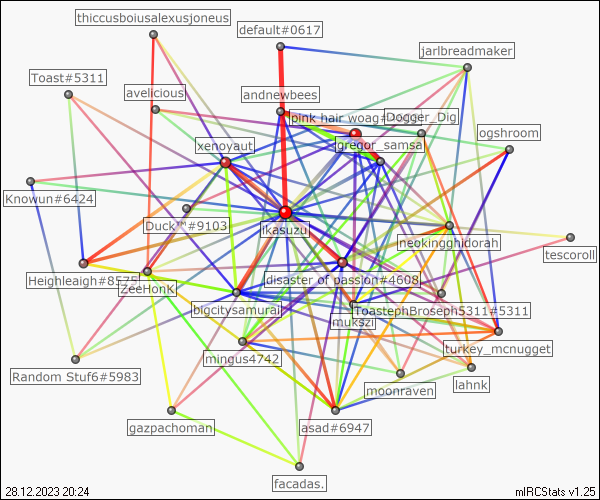 thiccusboiusalexusjoneus
default#0617
jarlbreadmaker
Toast#5311
avelicious
andnewbees
pink hair woag#
Dogger_Dig
ogshroom
xenoyaut
gregor_samsa
Knowun#6424
Duck™#9103
ikasuzu
neokingghidorah
tescoroll
Heighleaigh#8575
ZeeHonK
disaster of passion#4608
bigcitysamurai
mukszi
ToastephBroseph5311#5311
mingus4742
turkey_mcnugget
Random Stuf6#5983
moonraven
lahnk
gazpachoman
asad#6947
facadas.
28.12.2023 20:24
mIRCStats v1.25